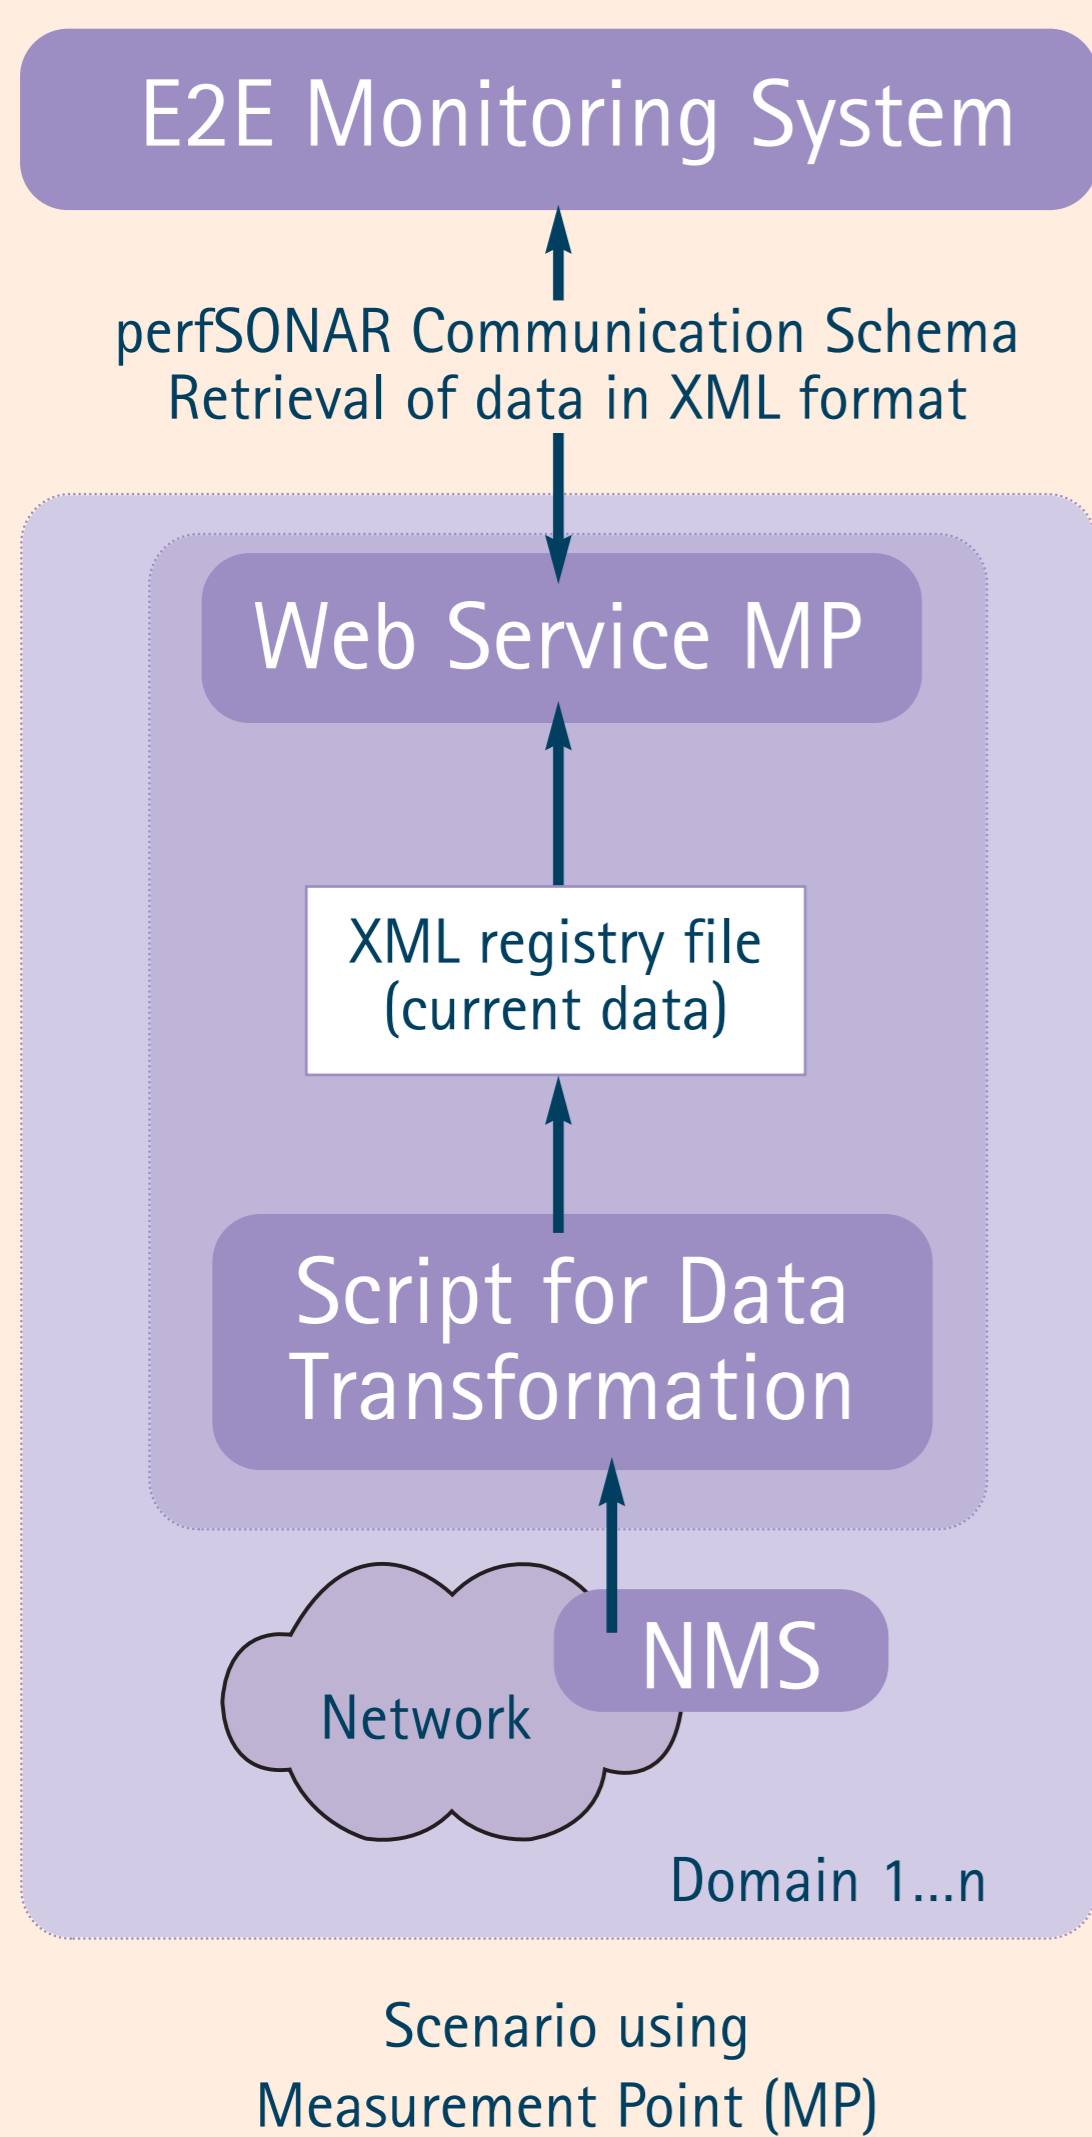 E2E Monitoring System
perfSONAR Communication Schema
Retrieval of data in XML format
Web Service MP
XML registry file
(current data)
Script for Data
Transformation
NMS
Network
Domain 1...n
Scenario using
Measurement Point (MP)